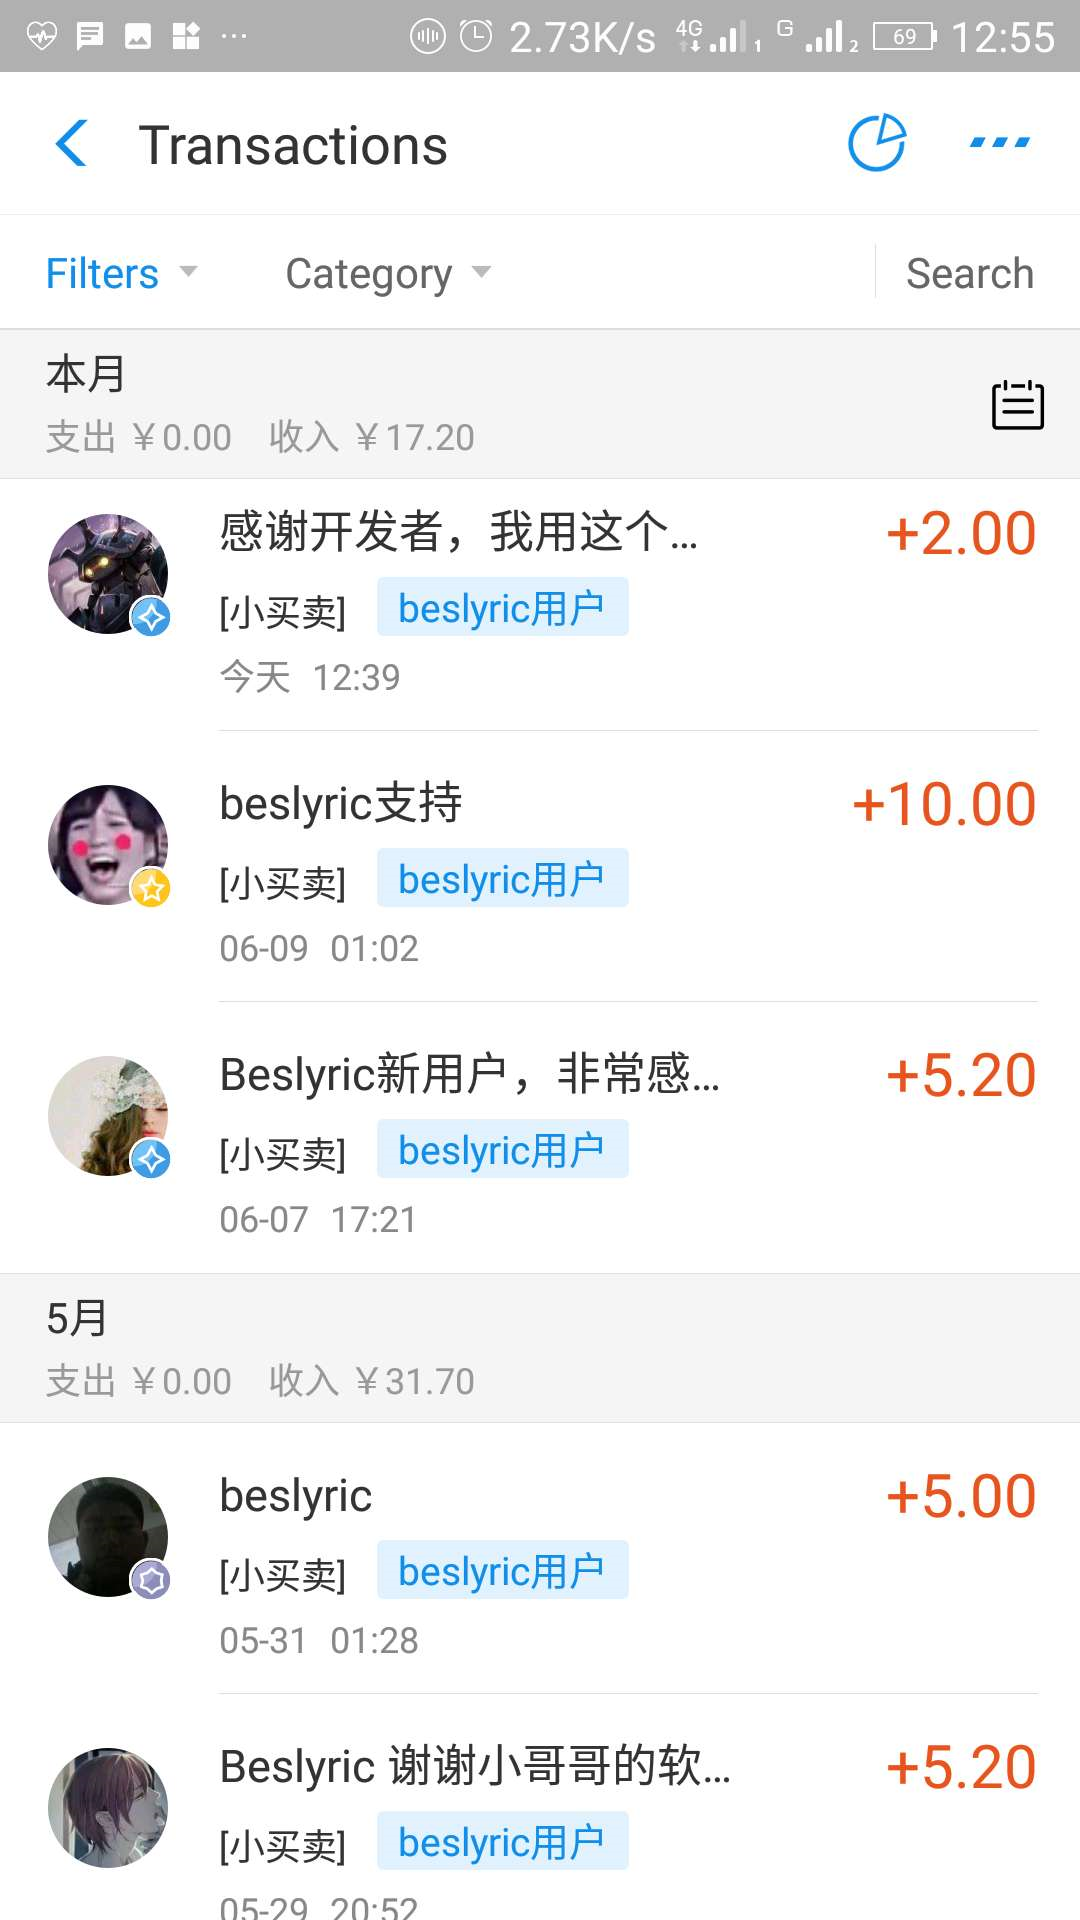 2.73K/s 4G 1 G 2 69 12:55
Transactions
Filters Category Search
本月
支出 ￥0.00 收入 ￥17.20
感谢开发者，我用这个... +2.00
[小买卖] beslyric用户
今天 12:39
beslyric支持 +10.00
[小买卖] beslyric用户
06-09 01:02
Beslyric新用户，非常感... +5.20
[小买卖] beslyric用户
06-07 17:21
5月
支出 ￥0.00 收入 ￥31.70
beslyric +5.00
[小买卖] beslyric用户
05-31 01:28
Beslyric 谢谢小哥哥的软... +5.20
[小买卖] beslyric用户
05-29 20:52